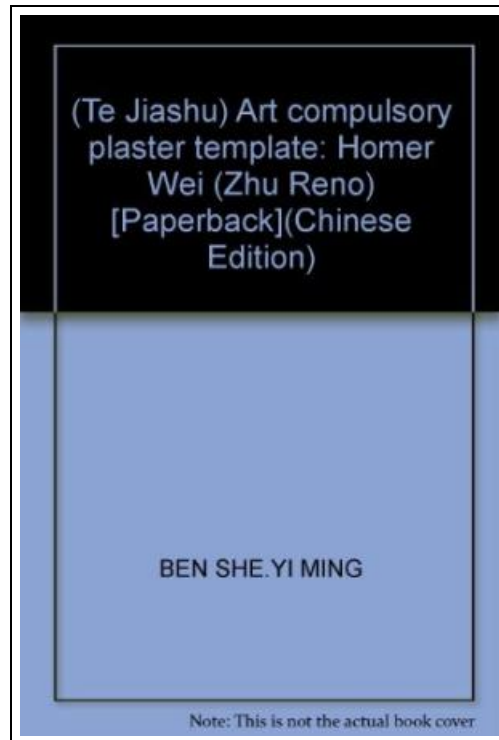 (Te Jiashu) Art compulsory
plaster template: Homer
Wei (Zhu Reno)
[Paperback](Chinese
Edition)
BEN SHE.YI MING
Note: This is not the actual book cover